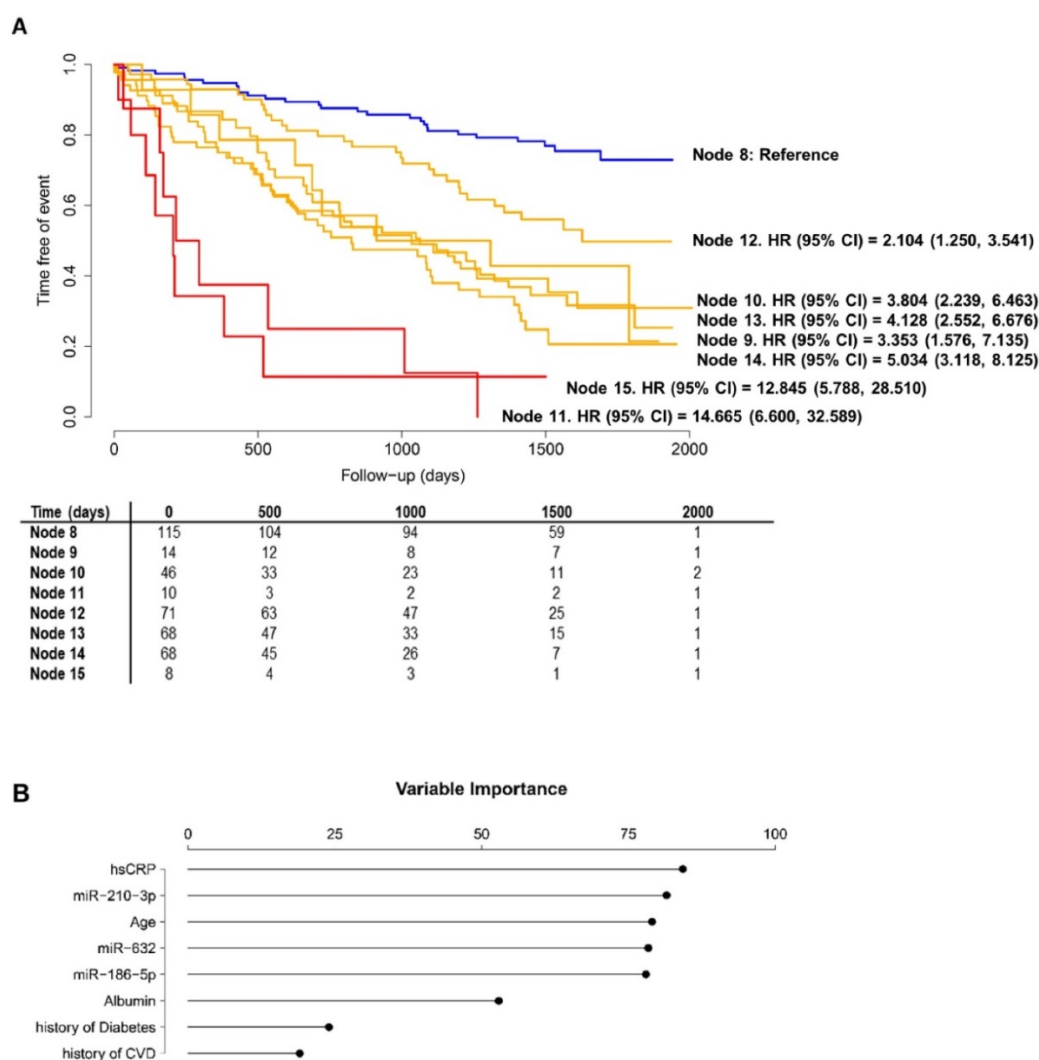 A
Time free of event
1.0
0.8
0.6
0.4
0.2
0.0
Node 8: Reference
Node 12. HR (95% CI) = 2.104 (1.250, 3.541)
Node 10. HR (95% CI) = 3.804 (2.239, 6.463)
Node 13. HR (95% CI) = 4.128 (2.552, 6.676)
Node 9. HR (95% CI) = 3.353 (1.576, 7.135)
Node 14. HR (95% CI) = 5.034 (3.118, 8.125)
Node 15. HR (95% CI) = 12.845 (5.788, 28.510)
Node 11. HR (95% CI) = 14.665 (6.600, 32.589)
0 500 1000 1500 2000
Follow-up (days)
Time (days) 0 500 1000 1500 2000
Node 8 115 104 94 59 1
Node 9 14 12 8 7 1
Node 10 46 33 23 11 2
Node 11 10 3 2 2 1
Node 12 71 63 47 25 1
Node 13 68 47 33 15 1
Node 14 68 45 26 7 1
Node 15 8 4 3 1 1
B
Variable Importance
0 25 50 75 100
hsCRP
miR-210-3p
Age
miR-632
miR-186-5p
Albumin
history of Diabetes
history of CVD